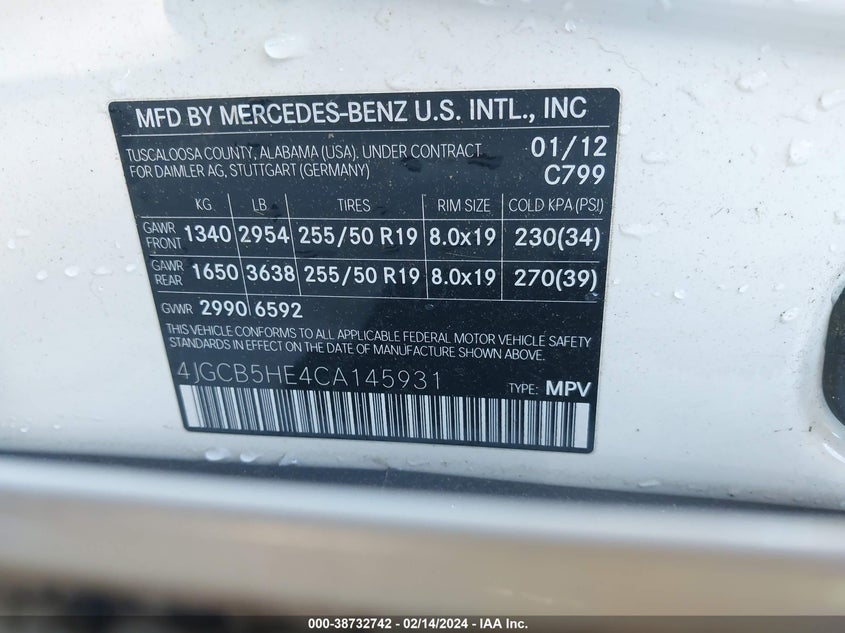 MFD BY MERCEDES-BENZ U.S. INTL., INC
TUSCALOOSA COUNTY, ALABAMA (USA). UNDER CONTRACT 01/12
FOR DAIMLER AG, STUTTGART (GERMANY) C799
KG LB TIRES RIM SIZE COLD KPA (PSI)
GAWR FRONT 1340 2954 255/50 R19 8.0x19 230(34)
GAWR REAR 1650 3638 255/50 R19 8.0x19 270(39)
GVWR 2990 6592
THIS VEHICLE CONFORMS TO ALL APPLICABLE FEDERAL MOTOR VEHICLE SAFETY
STANDARDS IN EFFECT ON THE DATE OF MANUFACTURE SHOWN ABOVE.
4JGCB5HE4CA145931 TYPE: MPV
000-38732742 - 02/14/2024 - IAA Inc.